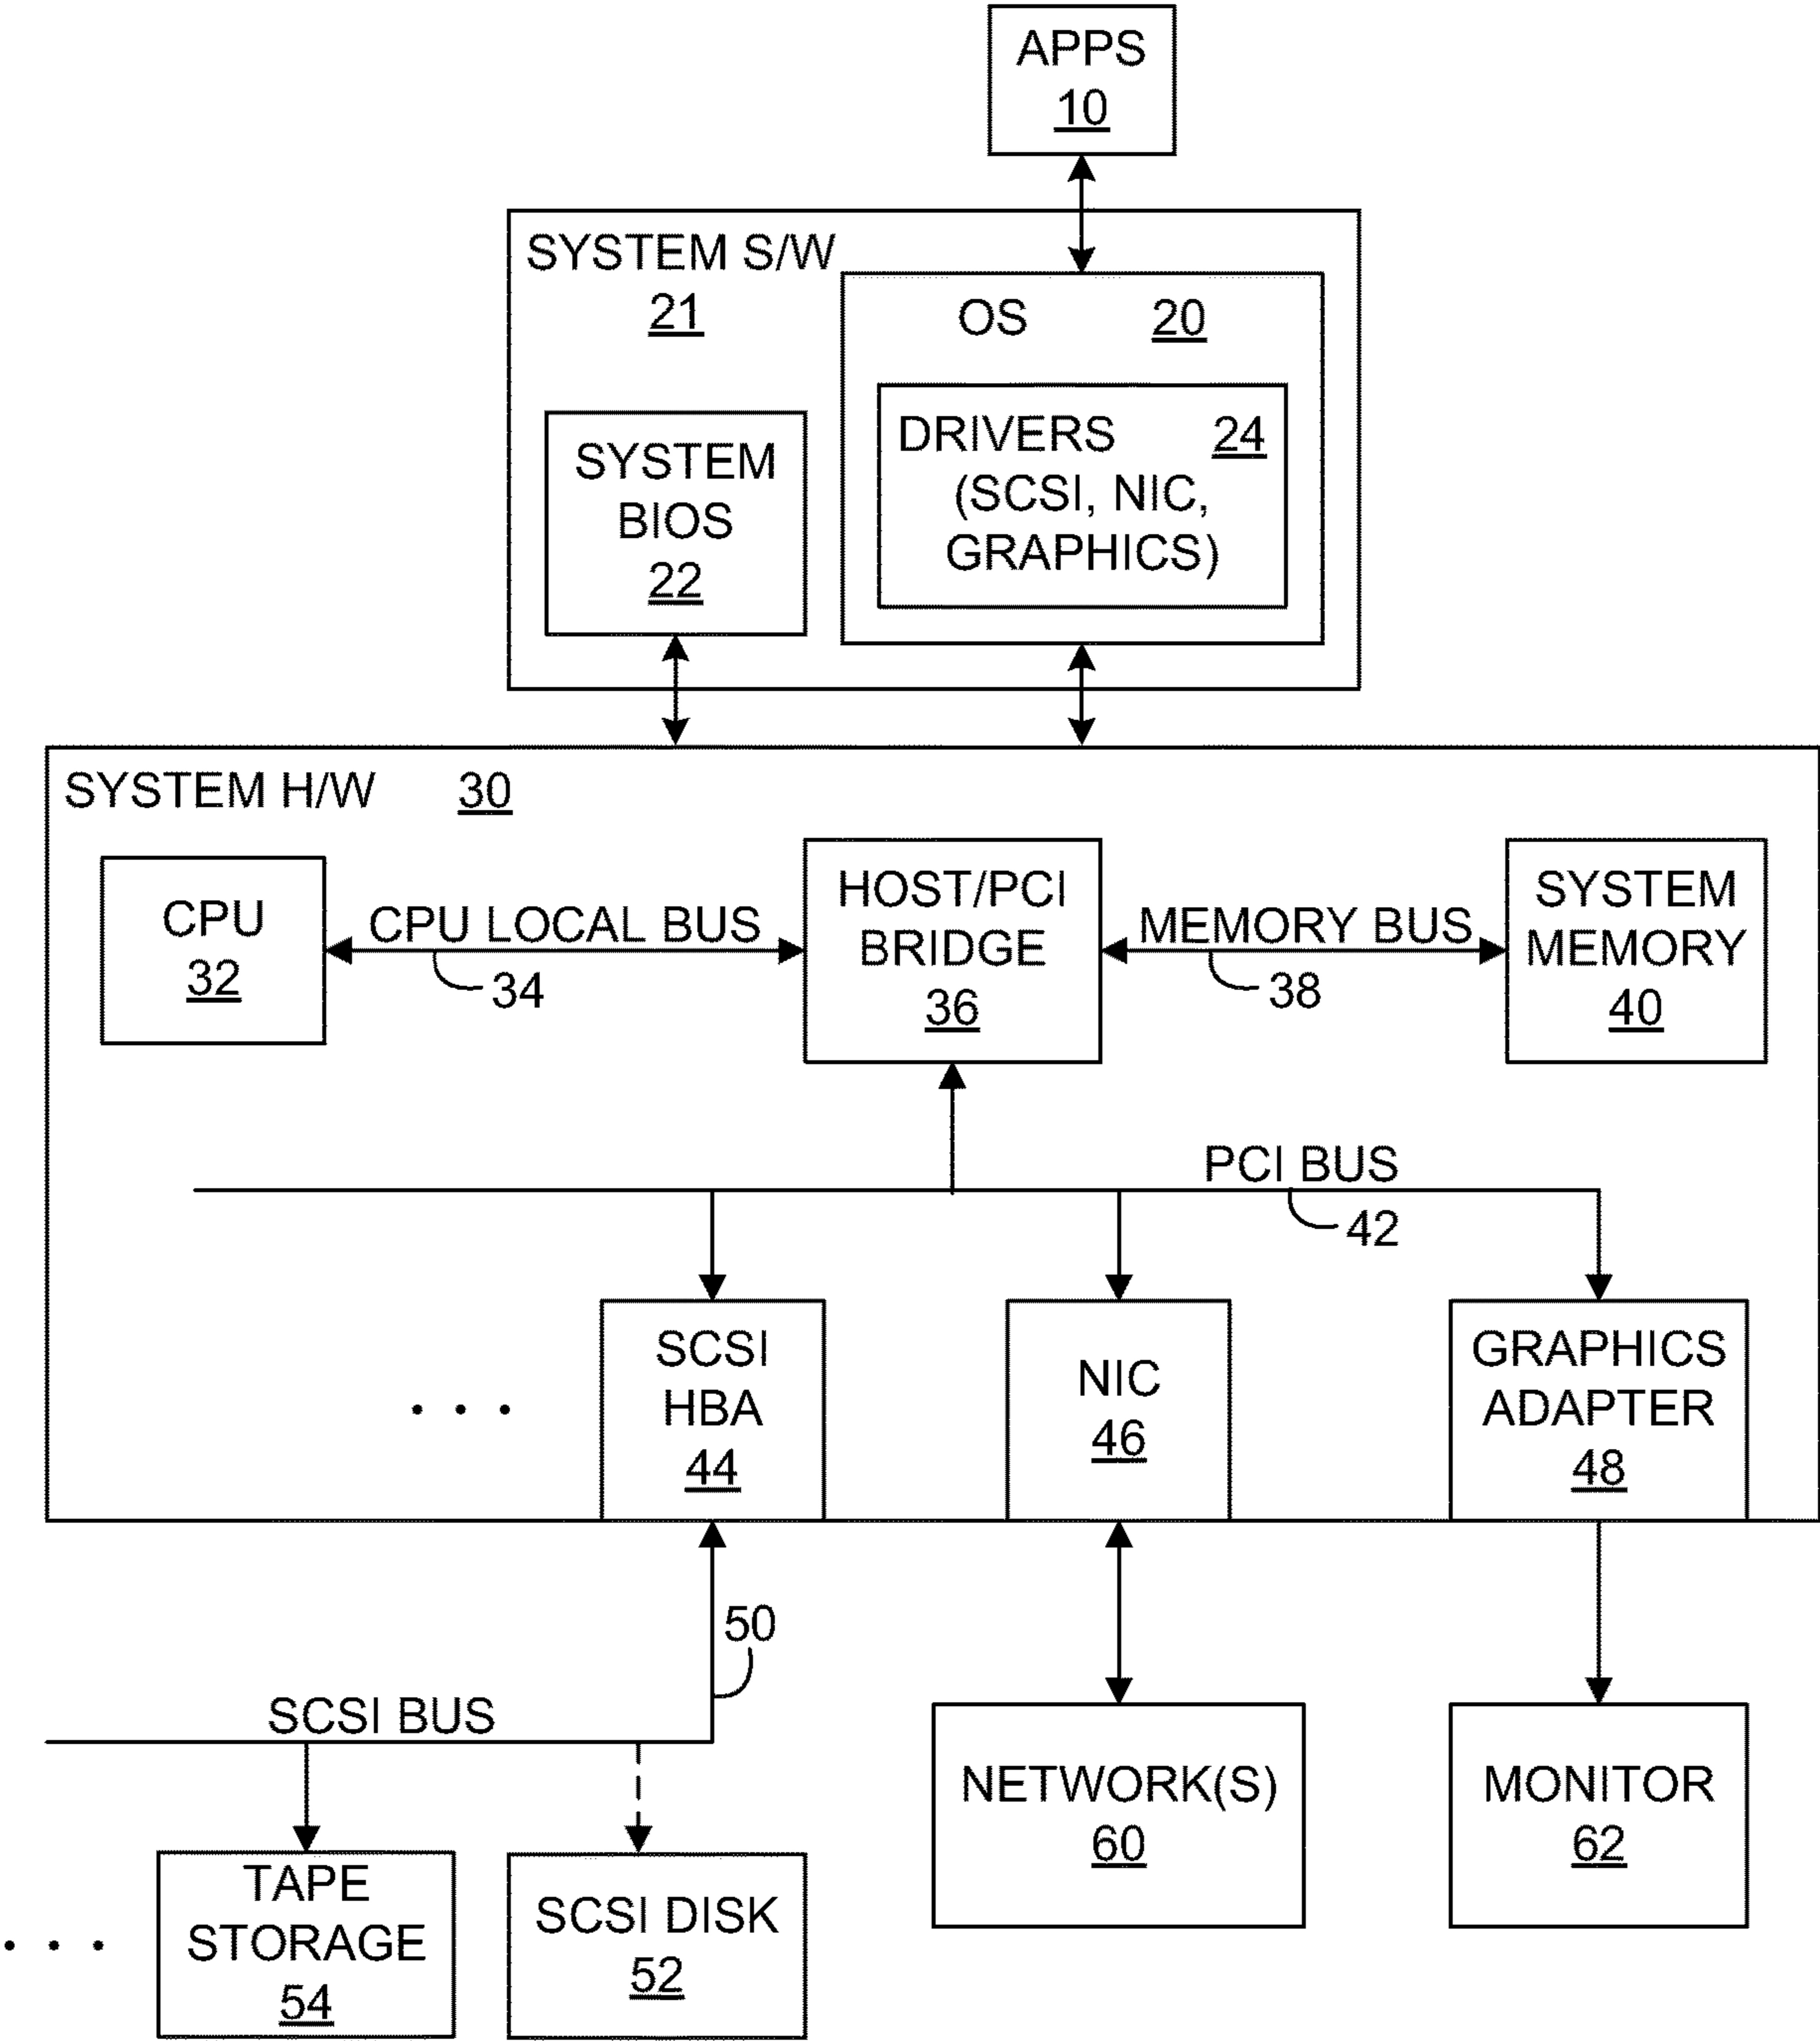 APPS
10
SYSTEM S/W
21
OS 20
DRIVERS 24
(SCSI, NIC,
GRAPHICS)
SYSTEM
BIOS
22
SYSTEM H/W 30
CPU
32
CPU LOCAL BUS
34
HOST/PCI
BRIDGE
36
MEMORY BUS
38
SYSTEM
MEMORY
40
PCI BUS
42
. . .
SCSI
HBA
44
NIC
46
GRAPHICS
ADAPTER
48
50
SCSI BUS
. . .
TAPE
STORAGE
54
SCSI DISK
52
NETWORK(S)
60
MONITOR
62